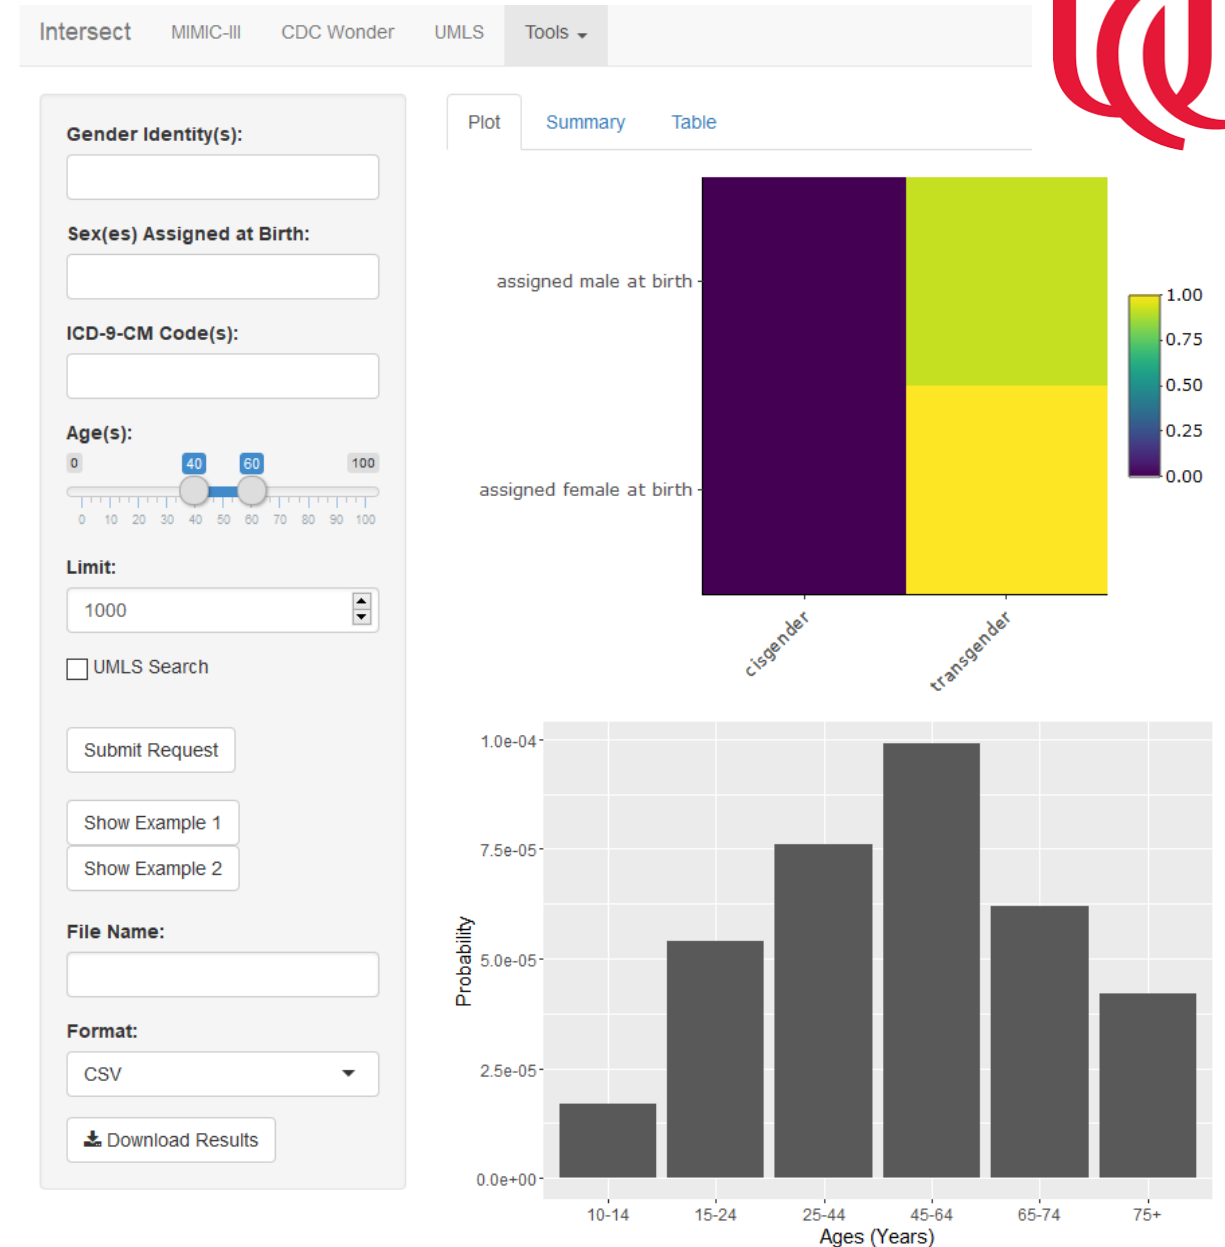 Intersect MIMIC-III CDC Wonder UMLS Tools
Gender Identity(s):
Sex(es) Assigned at Birth:
ICD-9-CM Code(s):
Age(s):
0 40 60 100
0 10 20 30 40 50 60 70 80 90 100
Limit:
1000
UMLS Search
Submit Request
Show Example 1
Show Example 2
File Name:
Format:
CSV
Download Results
Plot Summary Table
assigned male at birth
assigned female at birth
cisgender transgender
1.00
0.75
0.50
0.25
0.00
Probability
1.0e-04
7.5e-05
5.0e-05
2.5e-05
0.0e+00
10-14 15-24 25-44 45-64 65-74 75+
Ages (Years)